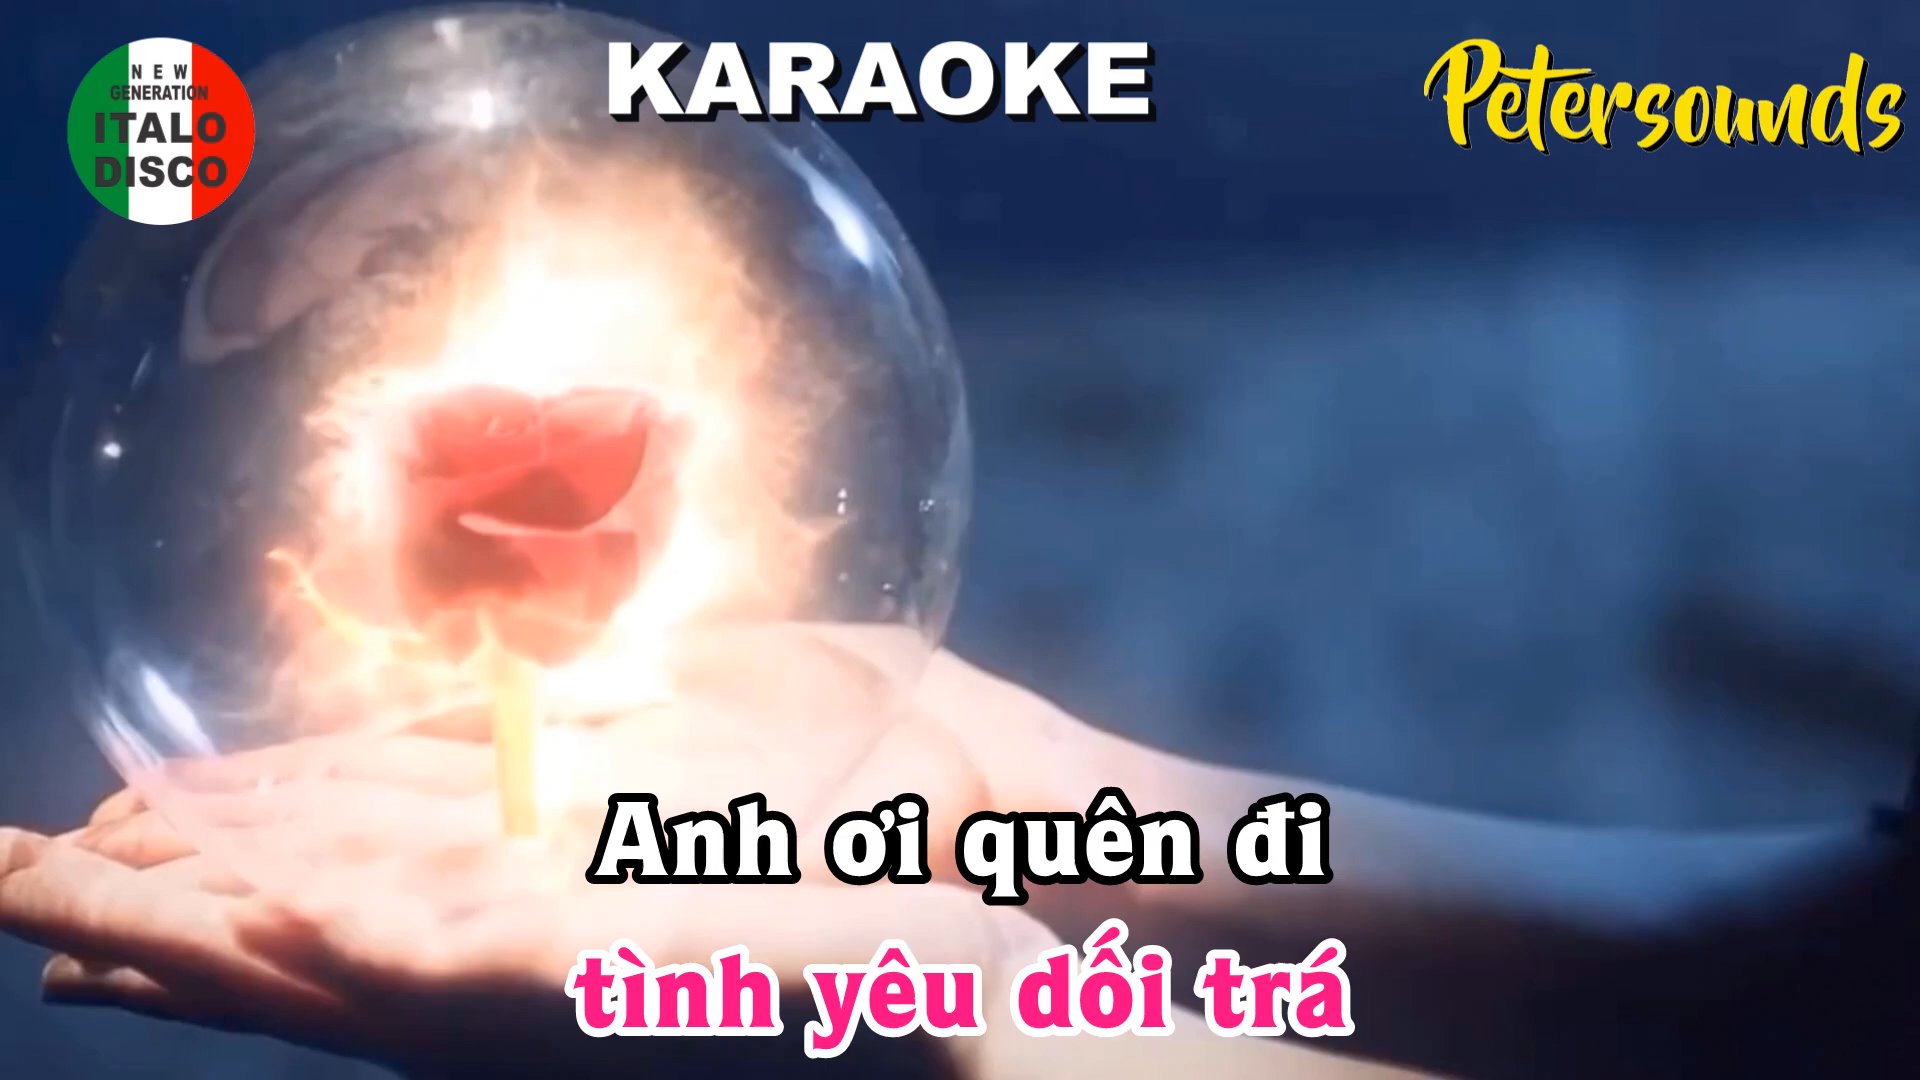 NEW
GENERATION
ITALO
DISCO
KARAOKE
Petersounds
Anh ơi quên đi
tình yêu dối trá